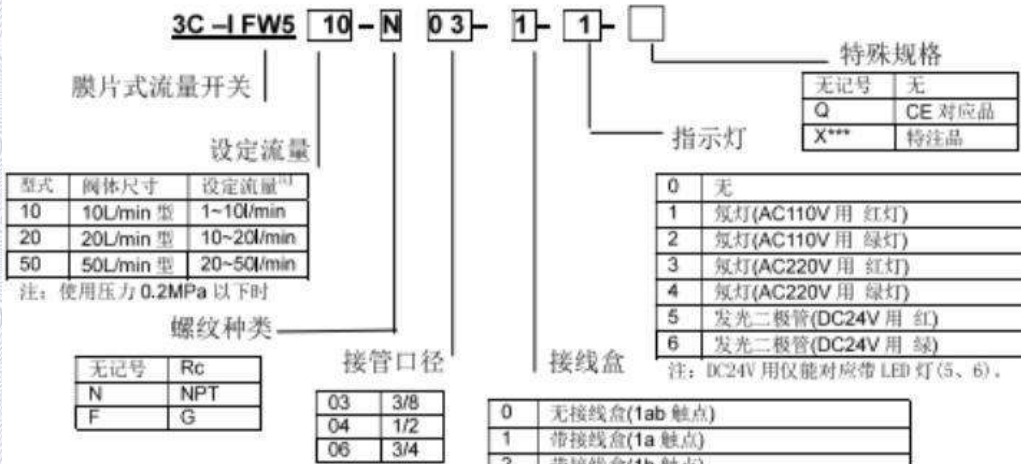 3C –I FW5 10 – N 03 – 1 – 1 –
膜片式流量开关
特殊规格
无记号 无
Q CE 对应品
X*** 特注品
指示灯
0 无
1 氖灯(AC110V 用 红灯)
2 氖灯(AC110V 用 绿灯)
3 氖灯(AC220V 用 红灯)
4 氖灯(AC220V 用 绿灯)
5 发光二极管(DC24V 用 红)
6 发光二极管(DC24V 用 绿)
注：DC24V 用仅能对应带 LED 灯(5、6)。
设定流量
型式 阀体尺寸 设定流量
10 10L/min 型 1~10l/min
20 20L/min 型 10~20l/min
50 50L/min 型 20~50l/min
注：使用压力 0.2MPa 以下时
螺纹种类
无记号 Rc
N NPT
F G
接管口径
03 3/8
04 1/2
06 3/4
接线盒
0 无接线盒(1ab 触点)
1 带接线盒(1a 触点)
2 带接线盒(1b 触点)